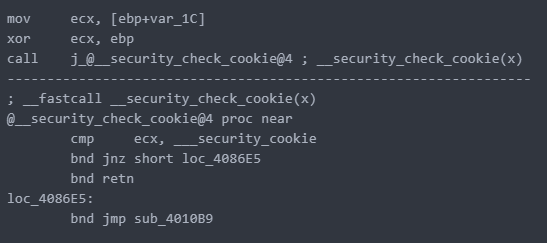 mov ecx, [ebp+var_1C]
xor ecx, ebp
call j_@__security_check_cookie@4 ; __security_check_cookie(x)
------------------------------------------------------------------
; __fastcall __security_check_cookie(x)
@__security_check_cookie@4 proc near
cmp ecx, ___security_cookie
bnd jnz short loc_4086E5
bnd retn
loc_4086E5:
bnd jmp sub_4010B9